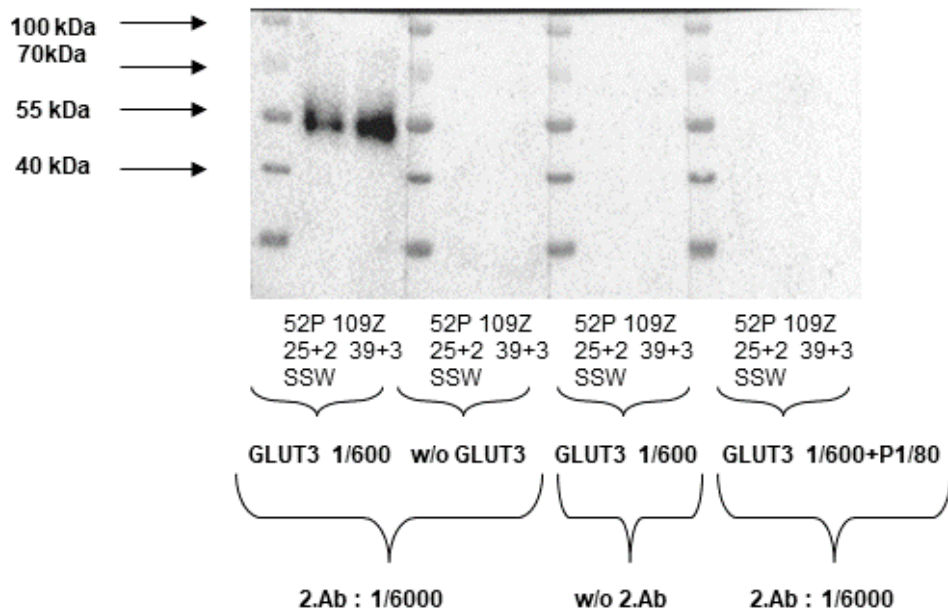 100 kDa
70kDa
55 kDa
40 kDa
52P 109Z 52P 109Z 52P 109Z 52P 109Z
25+2 39+3 25+2 39+3 25+2 39+3 25+2 39+3
SSW SSW SSW SSW
GLUT3 1/600 w/o GLUT3 GLUT3 1/600 GLUT3 1/600+P1/80
2.Ab : 1/6000 w/o 2.Ab 2.Ab : 1/6000